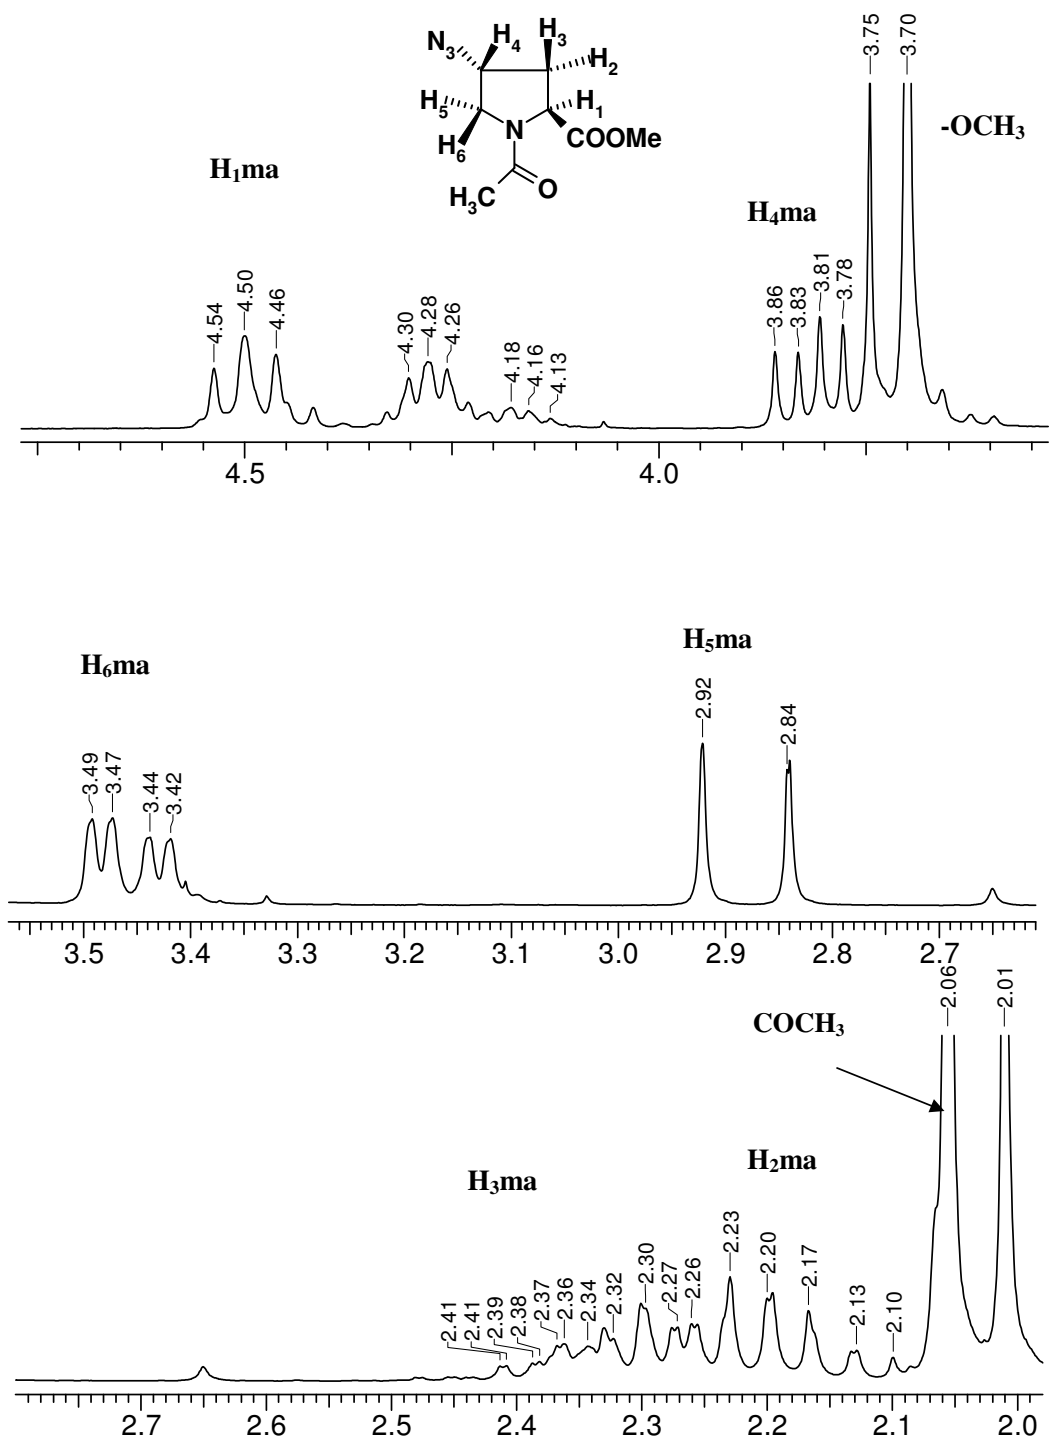 N₃ H₄ H₃ H₂
H₅ H₁
H₆ N COOMe
H₃C O
3.75 3.70
-OCH₃
H₁ma
H₄ma
4.54 4.50 4.46 4.30 4.28 4.26 4.18 4.16 4.13 3.86 3.83 3.81 3.78
4.5 4.0
H₆ma
H₅ma
3.49 3.47 3.44 3.42 2.92 2.84
3.5 3.4 3.3 3.2 3.1 3.0 2.9 2.8 2.7
2.06 2.01
COCH₃
H₃ma
H₂ma
2.41 2.41 2.39 2.38 2.37 2.36 2.34 2.32 2.30 2.27 2.26 2.23 2.20 2.17 2.13 2.10
2.7 2.6 2.5 2.4 2.3 2.2 2.1 2.0